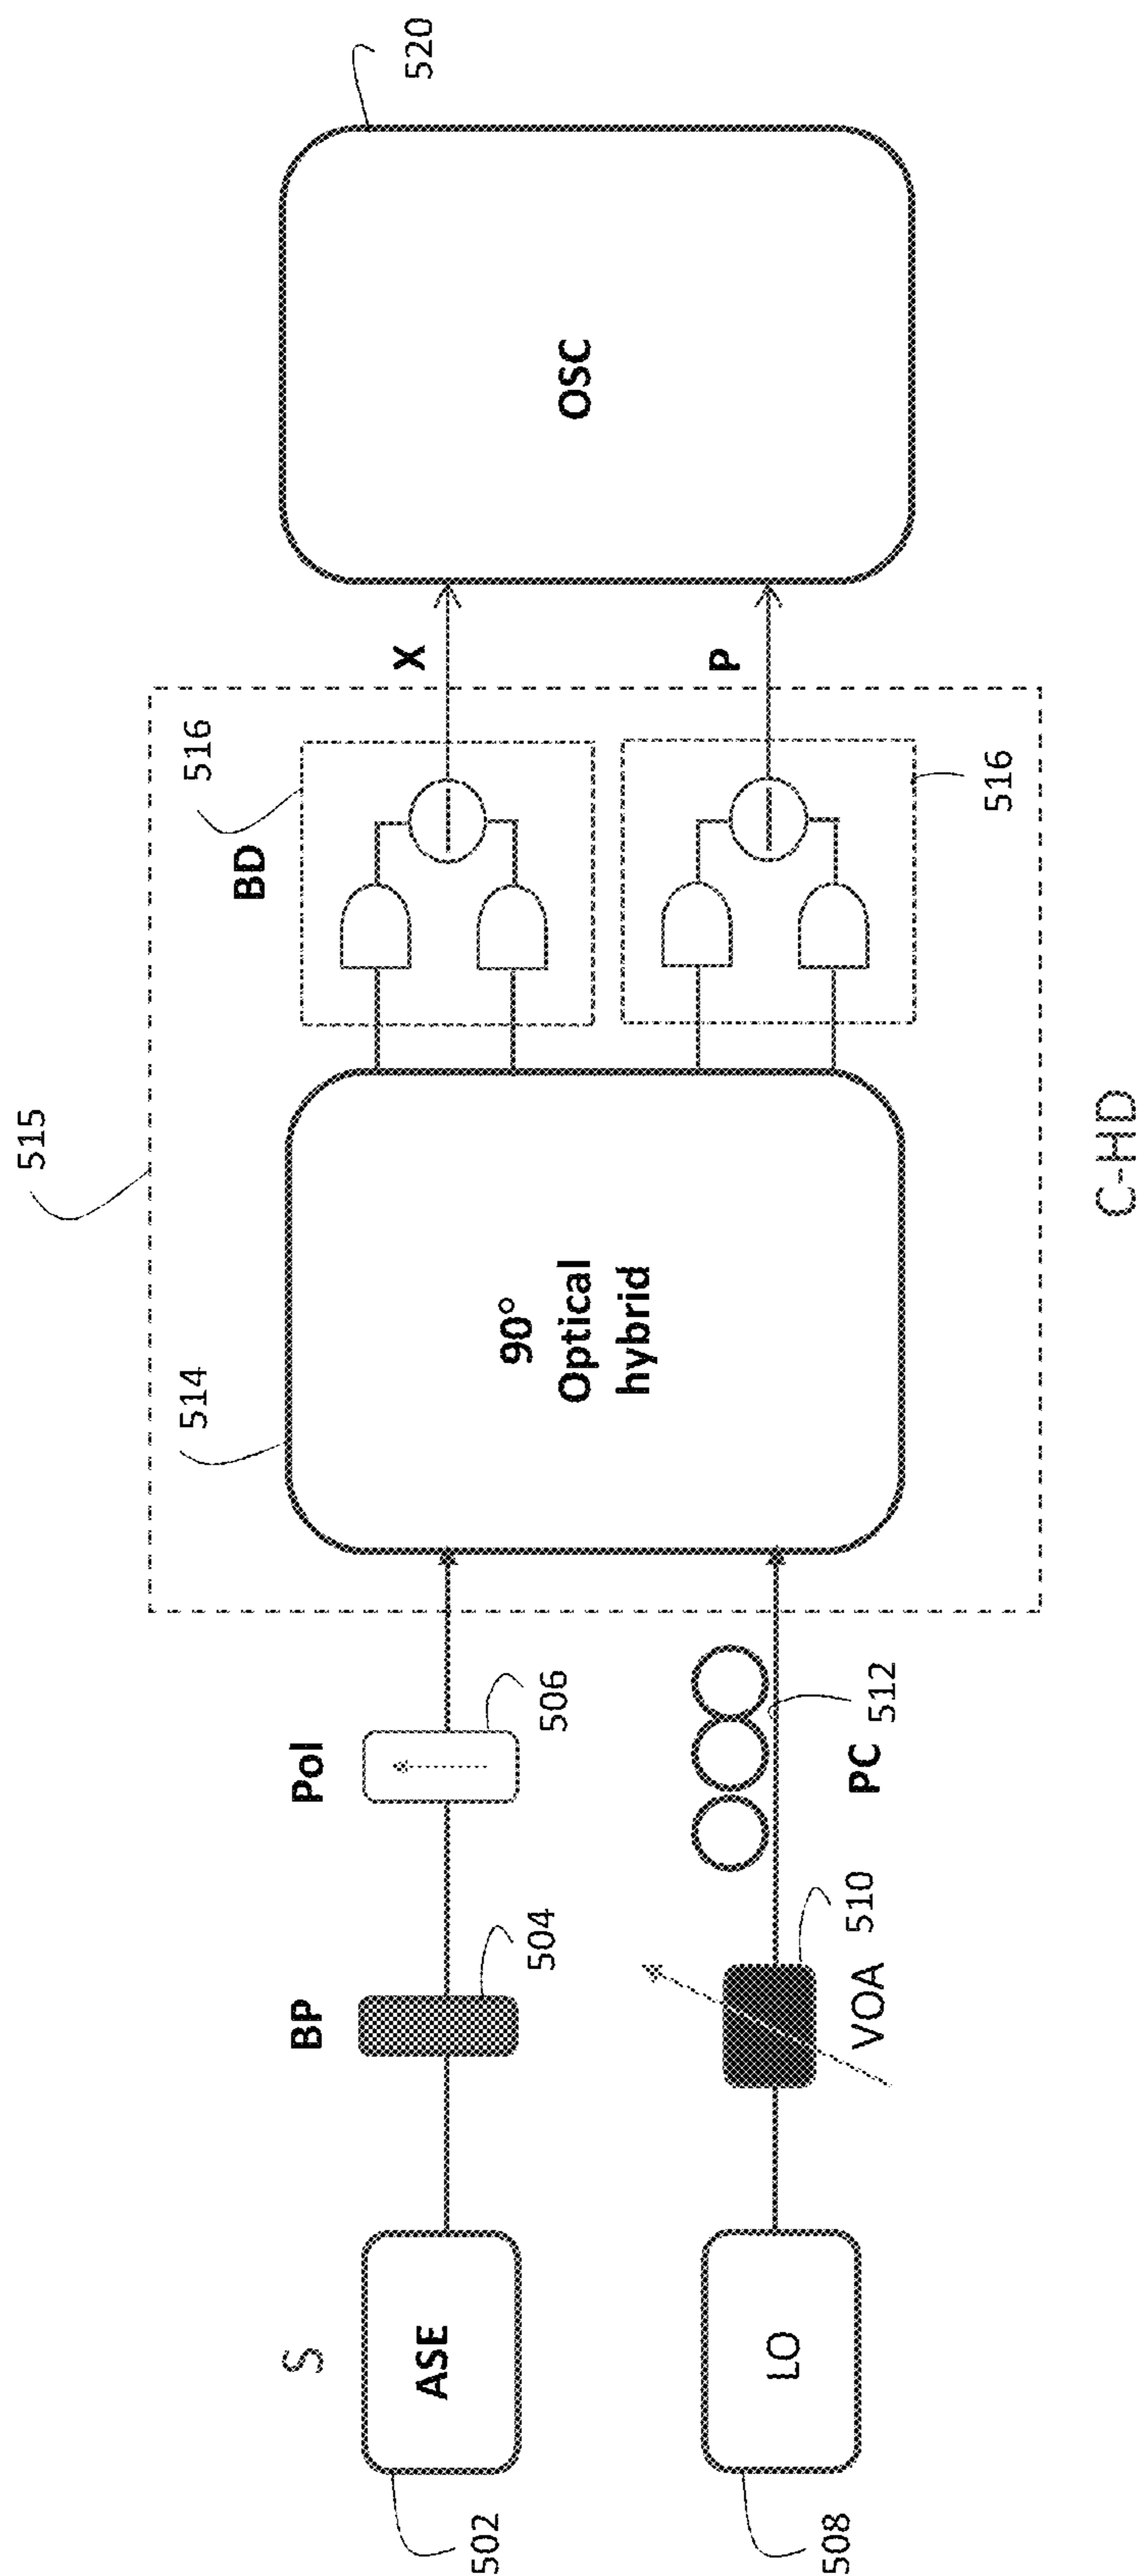 515
514
516
520
S
BP
Pol
BD
X
502
ASE
504
506
90°
Optical
hybrid
OSC
P
508
LO
VOA
510
PC
512
516
C-HD